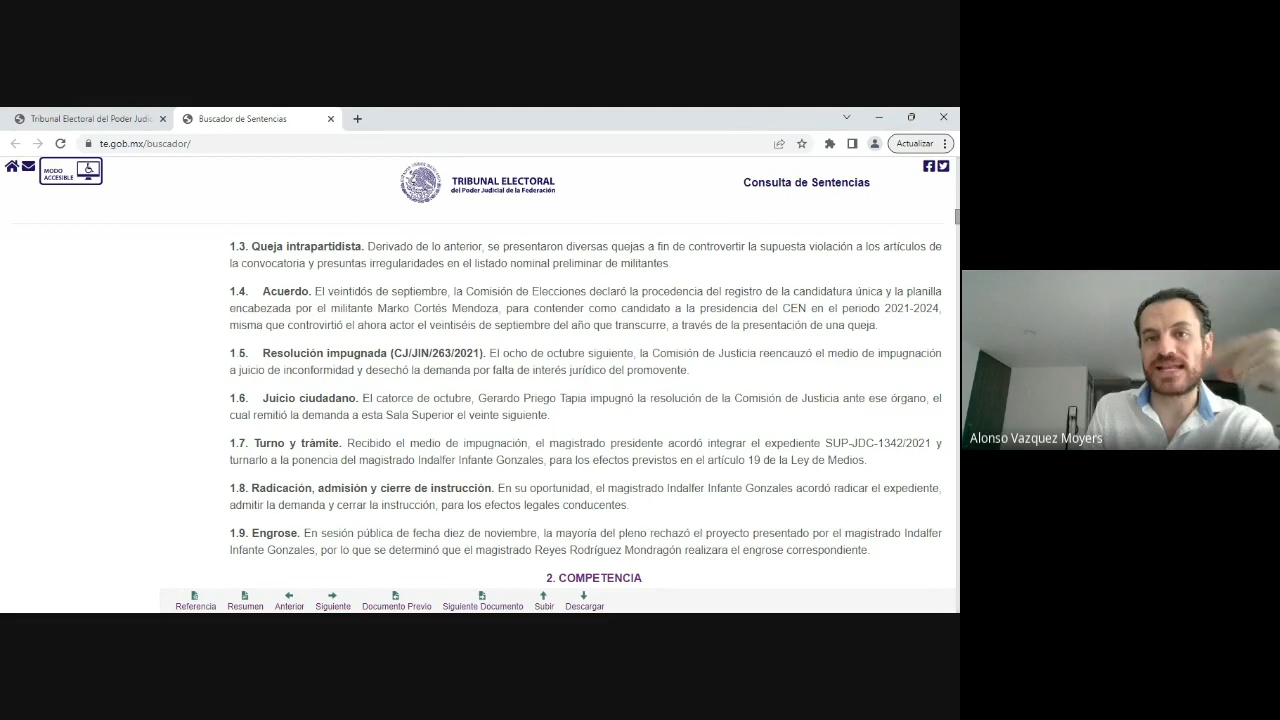 Tribunal Electoral del Poder Judic
Buscador de Sentencias
te.gob.mx/buscador/
Actualizar
MODO
ACCESIBLE
TRIBUNAL ELECTORAL
del Poder Judicial de la Federación
Consulta de Sentencias
1.3. Queja intrapartidista. Derivado de lo anterior, se presentaron diversas quejas a fin de controvertir la supuesta violación a los artículos de
la convocatoria y presuntas irregularidades en el listado nominal preliminar de militantes.
1.4. Acuerdo. El veintidós de septiembre, la Comisión de Elecciones declaró la procedencia del registro de la candidatura única y la planilla
encabezada por el militante Marko Cortés Mendoza, para contender como candidato a la presidencia del CEN en el periodo 2021-2024,
misma que controvirtió el ahora actor el veintiséis de septiembre del año que transcurre, a través de la presentación de una queja.
1.5. Resolución impugnada (CJ/JIN/263/2021). El ocho de octubre siguiente, la Comisión de Justicia reencauzó el medio de impugnación
a juicio de inconformidad y desechó la demanda por falta de interés jurídico del promovente.
1.6. Juicio ciudadano. El catorce de octubre, Gerardo Priego Tapia impugnó la resolución de la Comisión de Justicia ante ese órgano, el
cual remitió la demanda a esta Sala Superior el veinte siguiente.
1.7. Turno y trámite. Recibido el medio de impugnación, el magistrado presidente acordó integrar el expediente SUP-JDC-1342/2021 y
turnarlo a la ponencia del magistrado Indalfer Infante Gonzales, para los efectos previstos en el artículo 19 de la Ley de Medios.
1.8. Radicación, admisión y cierre de instrucción. En su oportunidad, el magistrado Indalfer Infante Gonzales acordó radicar el expediente,
admitir la demanda y cerrar la instrucción, para los efectos legales conducentes.
1.9. Engrose. En sesión pública de fecha diez de noviembre, la mayoría del pleno rechazó el proyecto presentado por el magistrado Indalfer
Infante Gonzales, por lo que se determinó que el magistrado Reyes Rodríguez Mondragón realizara el engrose correspondiente.
2. COMPETENCIA
Referencia Resumen Anterior Siguiente Documento Previo Siguiente Documento Subir Descargar
Alonso Vazquez Moyers